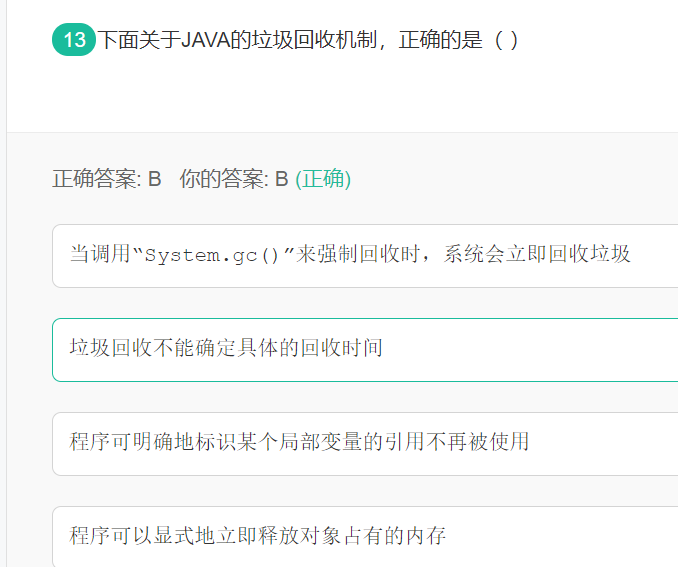 13 下面关于JAVA的垃圾回收机制，正确的是（ ）
正确答案: B 你的答案: B (正确)
当调用“System.gc()”来强制回收时，系统会立即回收垃圾
垃圾回收不能确定具体的回收时间
程序可明确地标识某个局部变量的引用不再被使用
程序可以显式地立即释放对象占有的内存